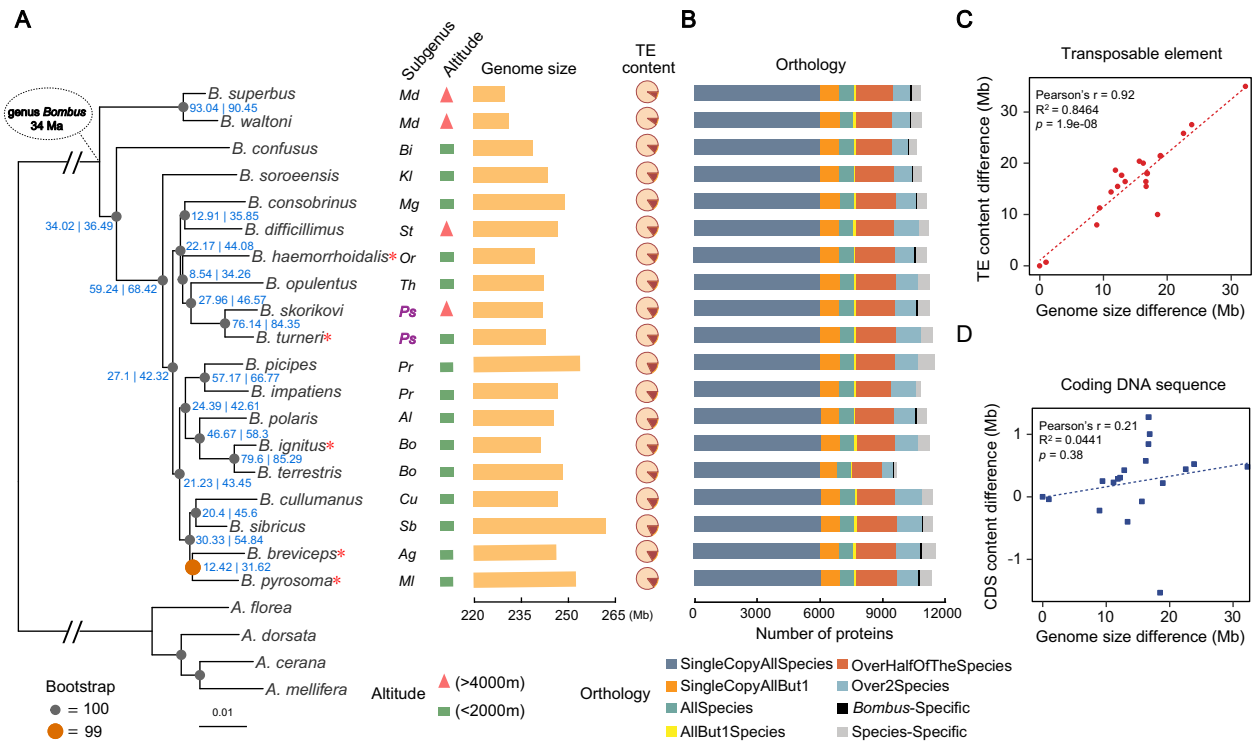 A
genus Bombus
34 Ma
Subgenus
Altitude
Genome size
TE
content
B. superbus
Md
93.04 | 90.45
B. waltoni
Md
B. confusus
Bi
B. soroeensis
Kl
34.02 | 36.49
B. consobrinus
Mg
12.91 | 35.85
B. difficillimus
St
22.17 | 44.08
B. haemorrhoidalis* Or
8.54 | 34.26
59.24 | 68.42
B. opulentus
Th
27.96 | 46.57
B. skorikovi
Ps
76.14 | 84.35
B. turneri*
Ps
27.1 | 42.32
B. picipes
Pr
57.17 | 66.77
B. impatiens
Pr
24.39 | 42.61
B. polaris
Al
46.67 | 58.3
B. ignitus*
Bo
79.6 | 85.29
B. terrestris
Bo
21.23 | 43.45
B. cullumanus
Cu
20.4 | 45.6
B. sibricus
Sb
30.33 | 54.84
B. breviceps*
Ag
12.42 | 31.62
B. pyrosoma*
Ml
A. florea
A. dorsata
A. cerana
A. mellifera
220 235 250 265 (Mb)
Bootstrap
= 100
= 99
0.01
Altitude
(>4000m)
(<2000m)
B
Orthology
0 3000 6000 9000 12000
Number of proteins
Orthology
SingleCopyAllSpecies
SingleCopyAllBut1
AllSpecies
AllBut1Species
OverHalfOfTheSpecies
Over2Species
Bombus-Specific
Species-Specific
C
Transposable element
Pearson's r = 0.92
R² = 0.8464
p = 1.9e-08
TE content difference (Mb)
30
20
10
0
0 10 20 30
Genome size difference (Mb)
D
Coding DNA sequence
Pearson's r = 0.21
R² = 0.0441
p = 0.38
CDS content difference (Mb)
1
0
-1
0 10 20 30
Genome size difference (Mb)